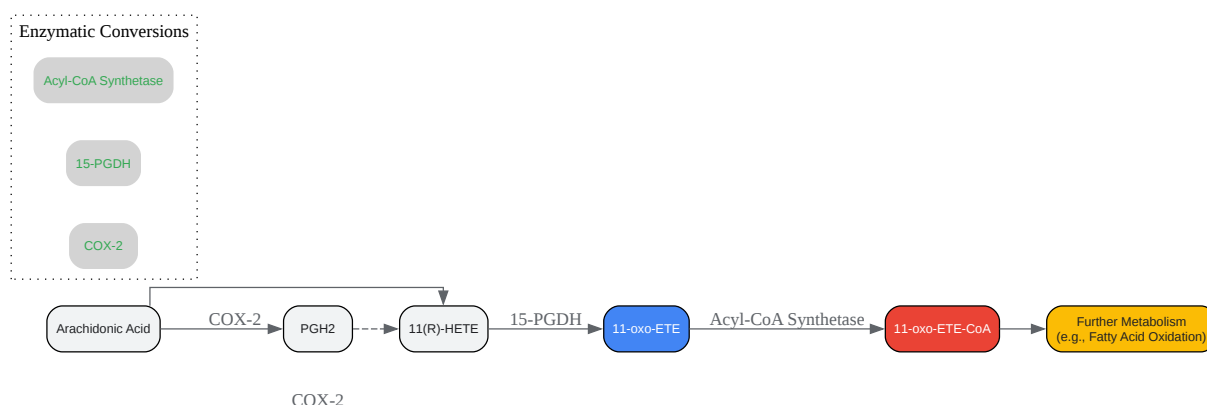 Enzymatic Conversions
Acyl-CoA Synthetase
15-PGDH
COX-2
Arachidonic Acid
COX-2
PGH2
11(R)-HETE
15-PGDH
11-oxo-ETE
Acyl-CoA Synthetase
11-oxo-ETE-CoA
Further Metabolism
(e.g., Fatty Acid Oxidation)
COX-2